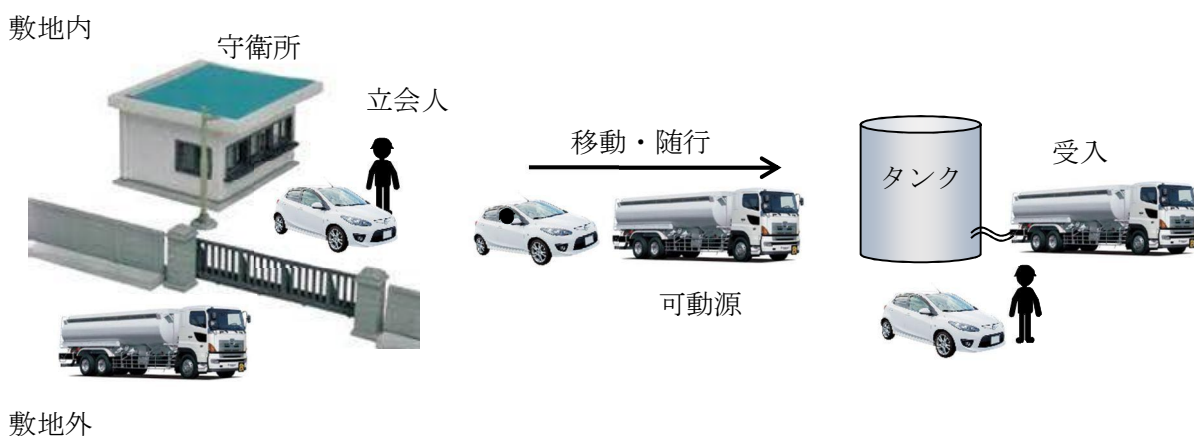 敷地内
守衛所
立会人
移動・随行
タンク
受入
可動源
敷地外